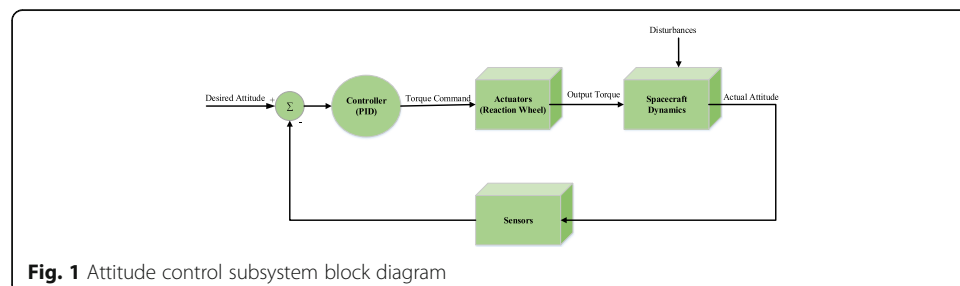 Disturbances
Desired Attitude
+
Σ
-
Controller
(PID)
Torque Command
Actuators
(Reaction Wheel)
Output Torque
Spacecraft
Dynamics
Actual Attitude
Sensors
Fig. 1 Attitude control subsystem block diagram